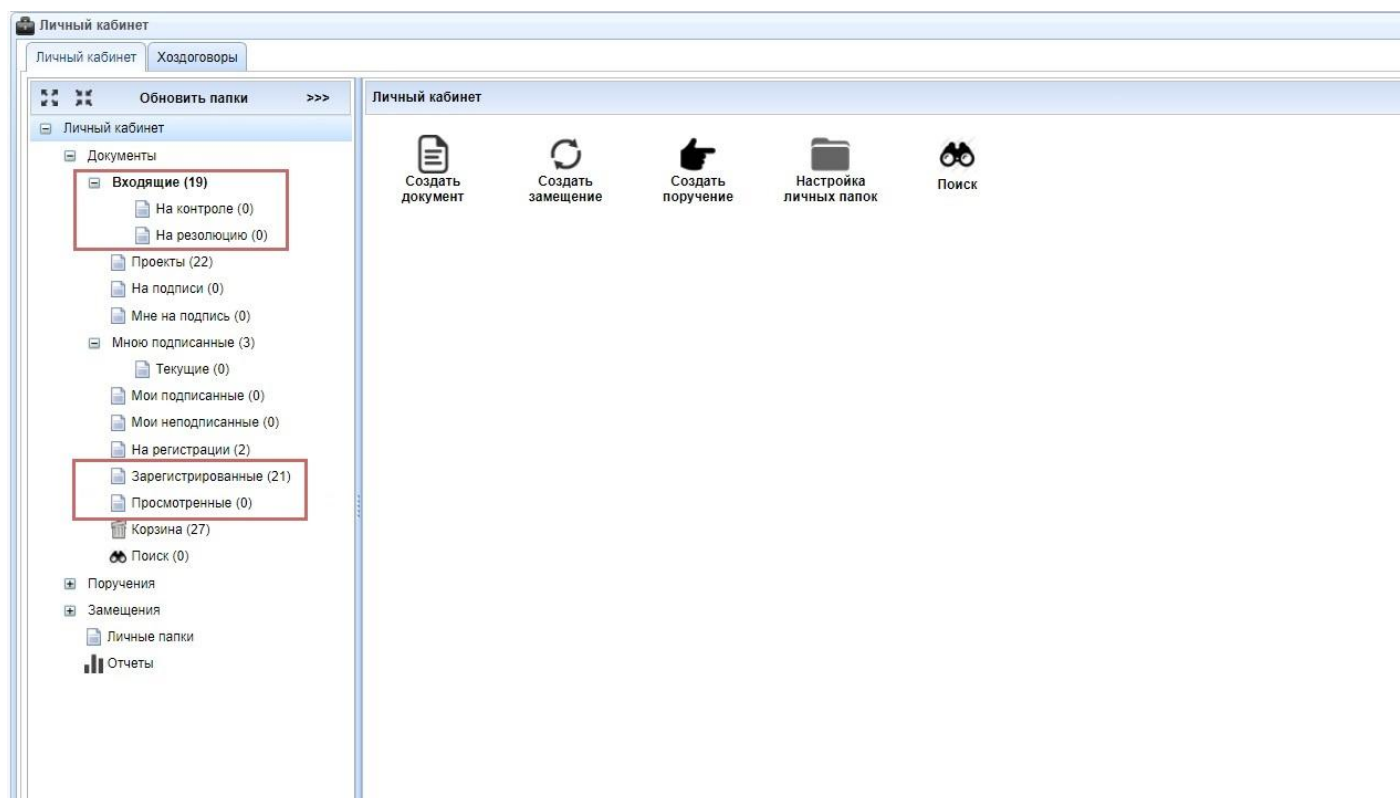 Личный кабинет
Личный кабинет Хоздоговоры
Обновить папки >>>
Личный кабинет
Документы
Входящие (19)
На контроле (0)
На резолюцию (0)
Проекты (22)
На подписи (0)
Мне на подпись (0)
Мною подписанные (3)
Текущие (0)
Мои подписанные (0)
Мои неподписанные (0)
На регистрации (2)
Зарегистрированные (21)
Просмотренные (0)
Корзина (27)
Поиск (0)
Поручения
Замещения
Личные папки
Отчеты
Личный кабинет
Создать
документ
Создать
замещение
Создать
поручение
Настройка
личных папок
Поиск